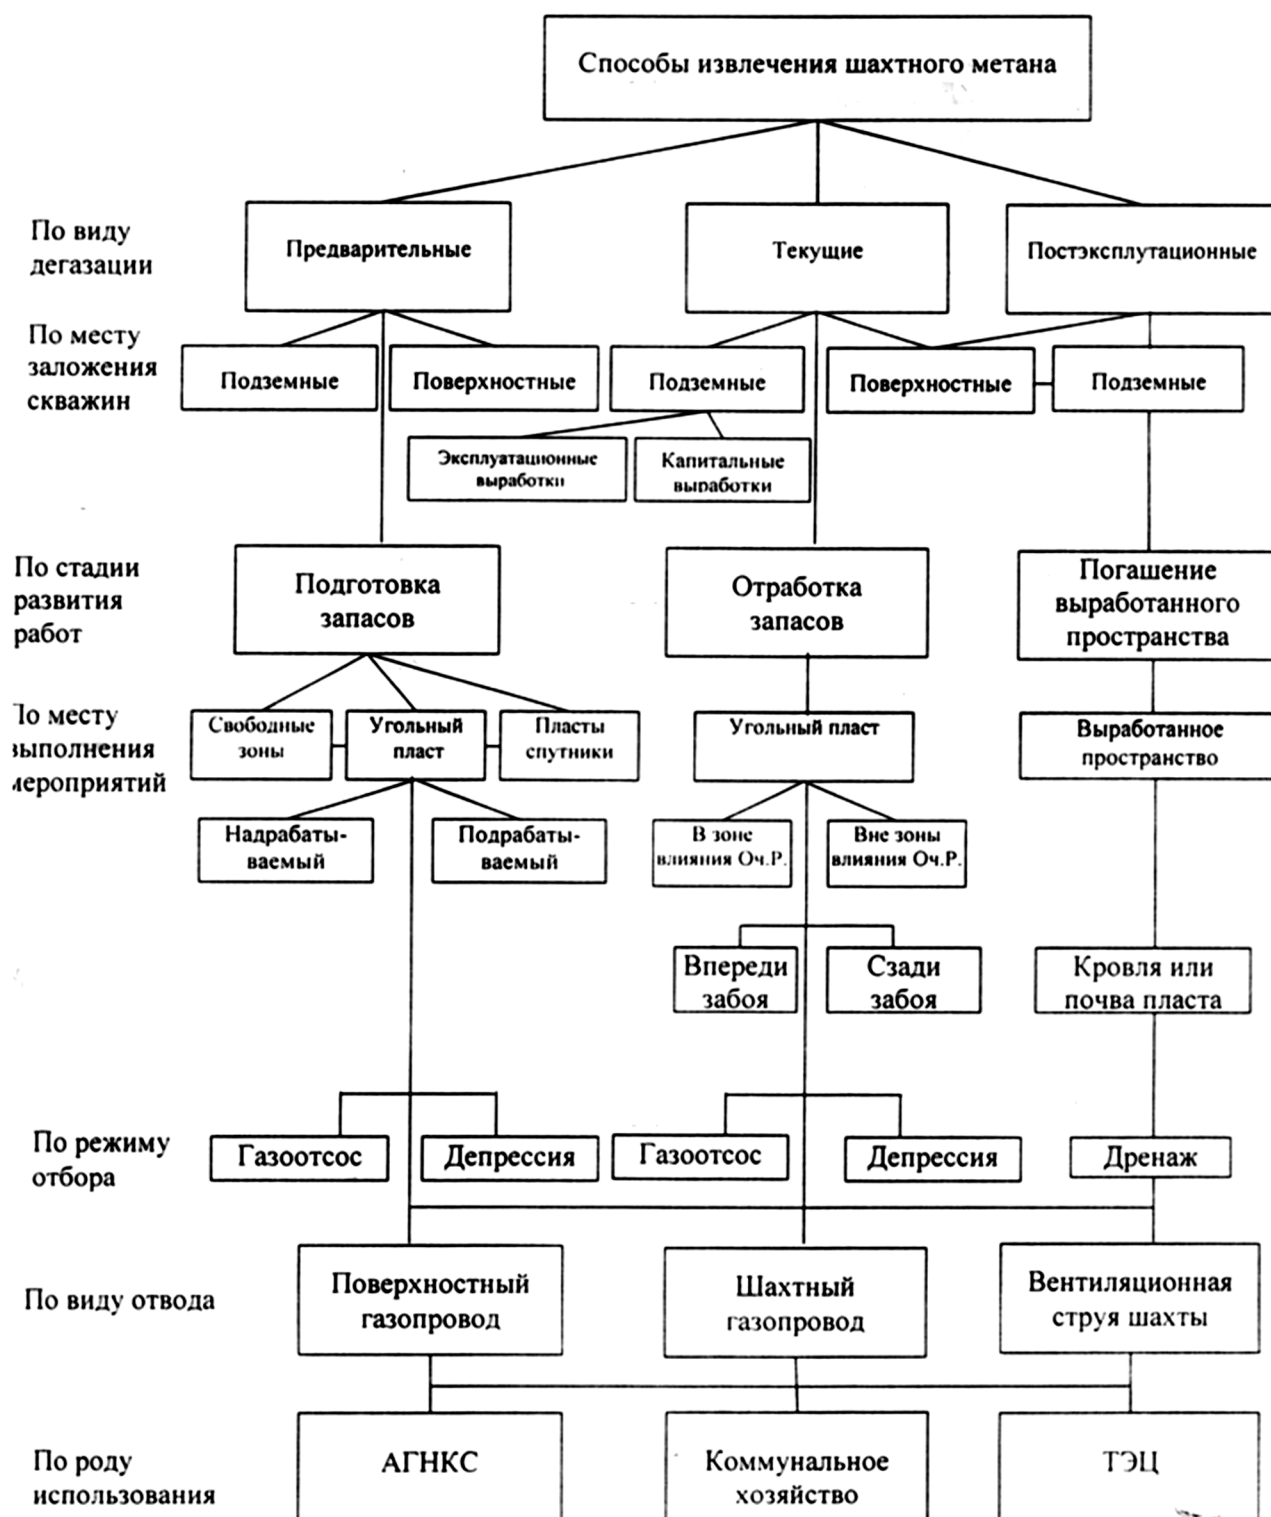 Способы извлечения шахтного метана
По виду
дегазации
Предварительные
Текущие
Постэксплутационные
По месту
заложения
скважин
Подземные
Поверхностные
Подземные
Поверхностные
Подземные
Эксплуатационные
выработки
Капитальные
выработки
По стадии
развития
работ
Подготовка
запасов
Отработка
запасов
Погашение
выработанного
пространства
По месту
выполнения
мероприятий
Свободные
зоны
Угольный
пласт
Пласты
спутники
Угольный пласт
Выработанное
пространство
Надрабаты-
ваемый
Подрабаты-
ваемый
В зоне
влияния Оч.Р.
Вне зоны
влияния Оч.Р.
Впереди
забоя
Сзади
забоя
Кровля или
почва пласта
По режиму
отбора
Газоотсос
Депрессия
Газоотсос
Депрессия
Дренаж
По виду отвода
Поверхностный
газопровод
Шахтный
газопровод
Вентиляционная
струя шахты
По роду
использования
АГНКС
Коммунальное
хозяйство
ТЭЦ